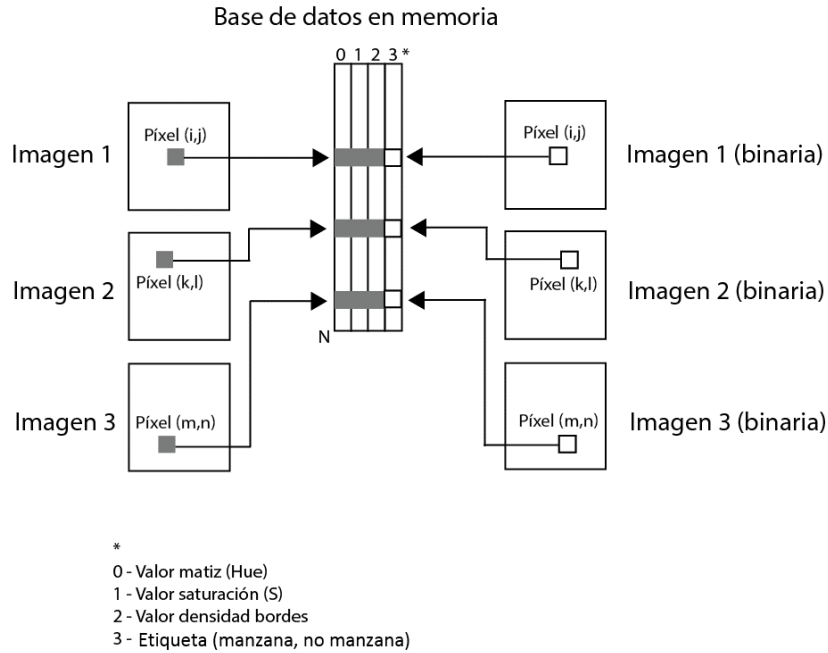 Base de datos en memoria
0 1 2 3 *
Imagen 1
Píxel (i,j)
Píxel (i,j)
Imagen 1 (binaria)
Imagen 2
Píxel (k,l)
Píxel (k,l)
Imagen 2 (binaria)
N
Imagen 3
Píxel (m,n)
Píxel (m,n)
Imagen 3 (binaria)
*
0 - Valor matiz (Hue)
1 - Valor saturación (S)
2 - Valor densidad bordes
3 - Etiqueta (manzana, no manzana)